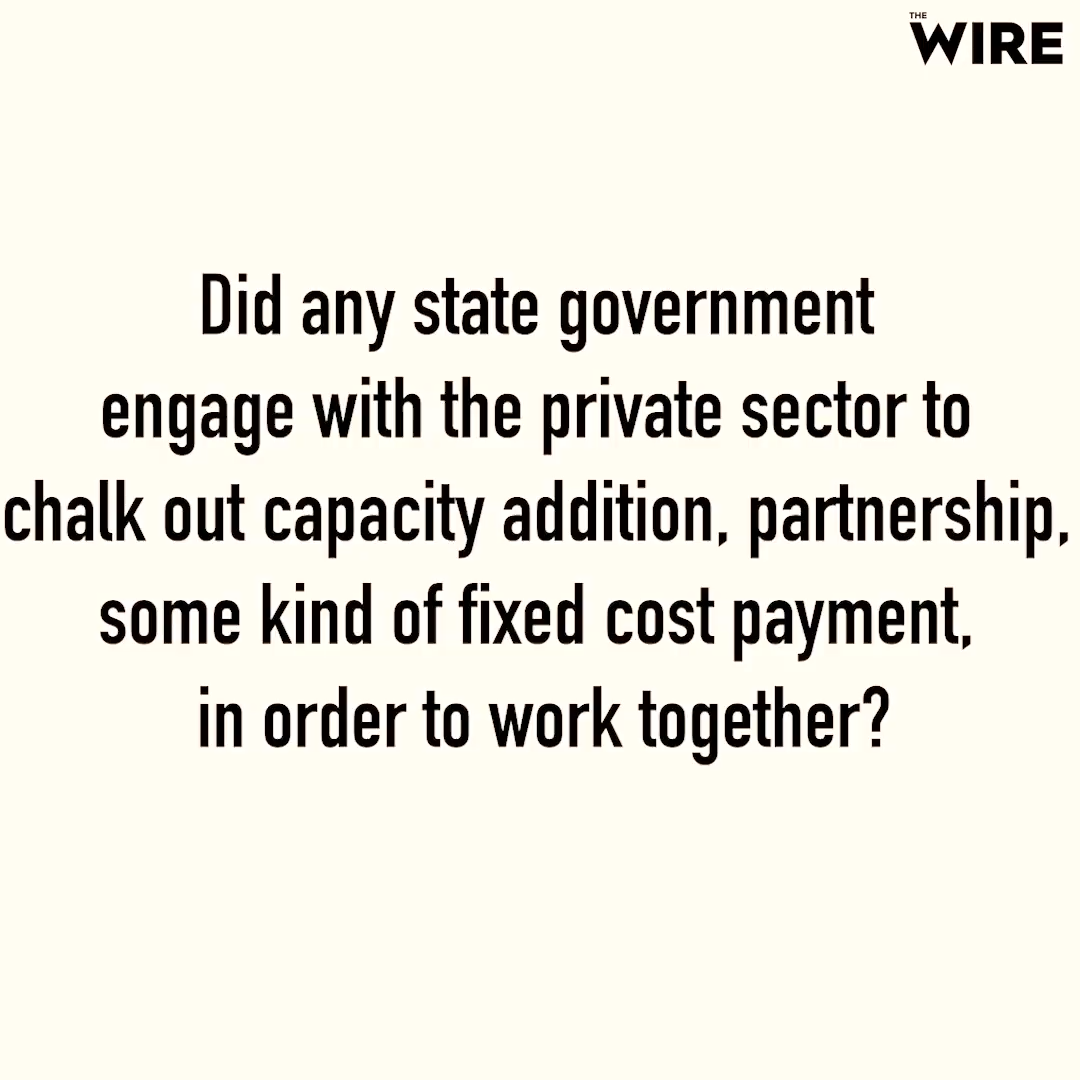 THE
WIRE
Did any state government
engage with the private sector to
chalk out capacity addition, partnership,
some kind of fixed cost payment,
in order to work together?